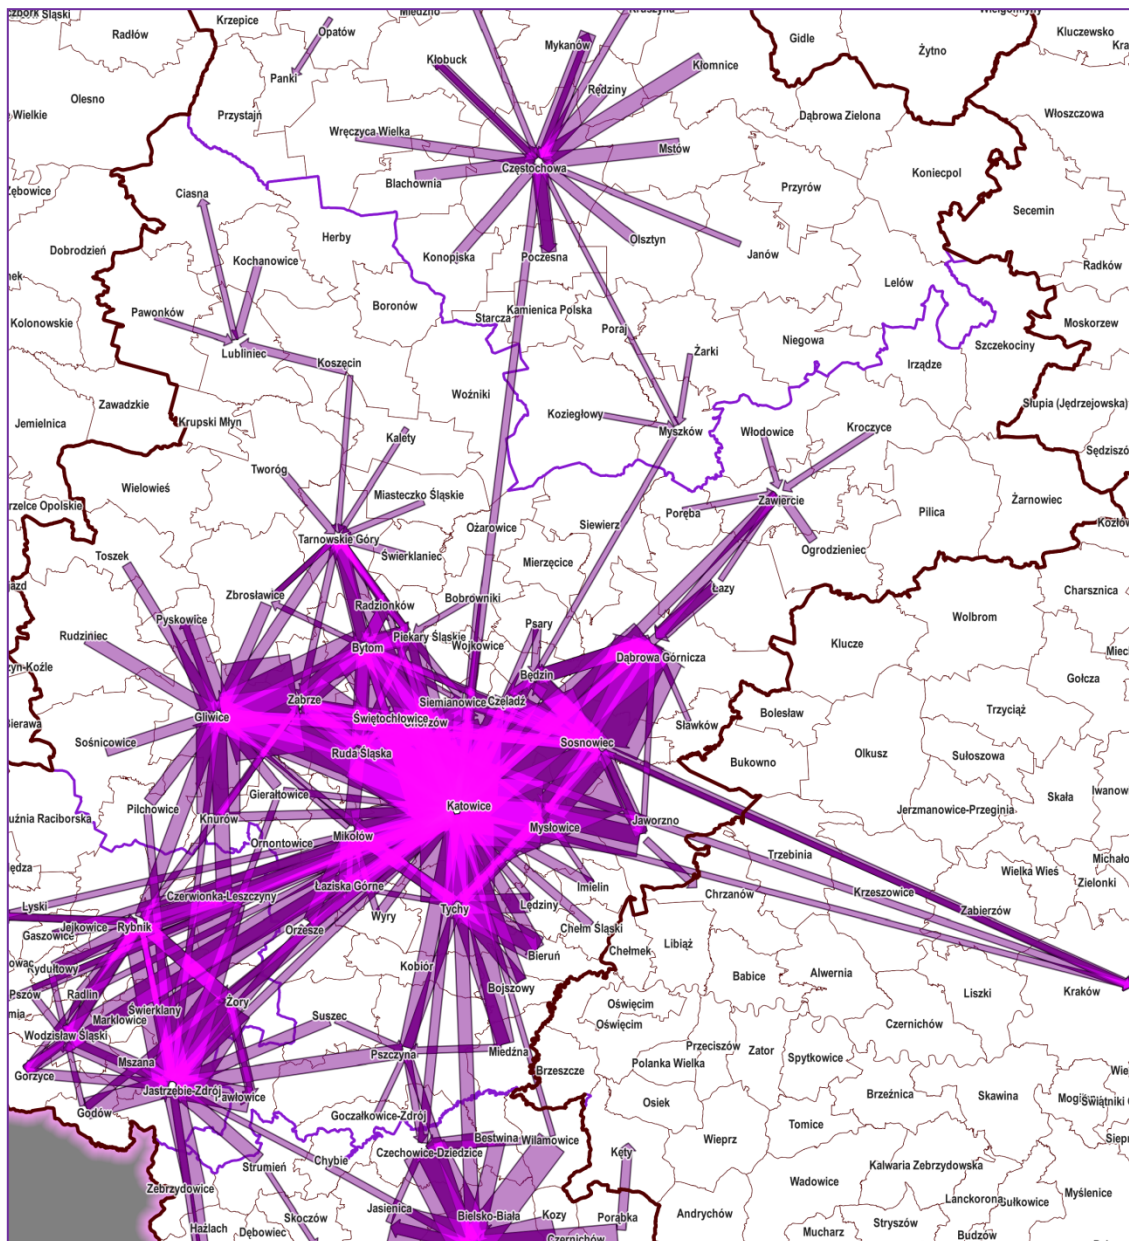 Krzepice
Radłów
Opatów
Mykanów
Gidle
Żytno
Kluczewsko
Kłobuck
Kłomnice
Panki
Rędziny
Olesno
Przystajń
Dąbrowa Zielona
Włoszczowa
Wielkie
Wręczyca Wielka
Mstów
Częstochowa
Koniecpol
Blachownia
Przyrów
Ciasna
Secemin
Herby
Olsztyn
Dobrodzień
Konopiska
Poczesna
Janów
Kochanowice
Radków
Lelów
Boronów
Kamienica Polska
Pawonków
Starcza
Moskorzew
Kolonowskie
Poraj
Niegowa
Szczekociny
Lubliniec
Żarki
Koszęcin
Irządze
Woźniki
Zawadzkie
Słupia (Jędrzejowska)
Koziegłowy
Jemielnica
Krupski Młyn
Myszków
Kroczyce
Kalety
Włodowice
Tworóg
Wielowieś
Miasteczko Śląskie
Zawiercie
Żarnowiec
Poręba
Pilica
Ożarowice
Siewierz
Tarnowskie Góry
Ogrodzieniec
Toszek
Świerklaniec
Mierzęcice
Łazy
Charsznica
Zbrosławice
Bobrowniki
Radzionków
Wolbrom
Pyskowice
Psary
Rudziniec
Piekary Śląskie
Klucze
Bytom
Wojkowice
Dąbrowa Górnicza
Będzin
Gołcza
Zabrze
Siemianowice
Czeladź
Trzyciąż
Gliwice
Świętochłowice
Bolesław
Bierawa
Sławków
Sośnicowice
Sosnowiec
Ruda Śląska
Olkusz
Sułoszowa
Bukowno
Gierałtowice
Skała
Pilchowice
Katowice
Jerzmanowice-Przeginia
Knurów
Jaworzno
Mysłowice
Mikołów
Ornontowice
Trzebinia
Wielka Wieś
Zielonki
Łaziska Górne
Imielin
Chrzanów
Krzeszowice
Czerwionka-Leszczyny
Lędziny
Lyski
Wyry
Tychy
Zabierzów
Jejkowice
Rybnik
Chełm Śląski
Gaszowice
Orzesze
Libiąż
Chełmek
Bieruń
Kobiór
Rydułtowy
Babice
Alwernia
Bojszowy
Liszki
Kraków
Pszów
Radlin
Żory
Świerklany
Oświęcim
Marklowice
Suszec
Oświęcim
Czernichów
Wodzisław Śląski
Przeciszów
Zator
Pszczyna
Miedźna
Mszana
Polanka Wielka
Spytkowice
Gorzyce
Brzeszcze
Jastrzębie-Zdrój
Pawłowice
Brzeźnica
Skawina
Osiek
Godów
Goczałkowice-Zdrój
Tomice
Bestwina
Wilamowice
Wieprz
Czechowice-Dziedzice
Kęty
Strumień
Chybie
Kalwaria Zebrzydowska
Zebrzydowice
Wadowice
Lanckorona
Myślenice
Jasienica
Skoczów
Bielsko-Biała
Kozy
Porąbka
Andrychów
Hażlach
Dębowiec
Czernichów
Mucharz
Stryszów
Budzów